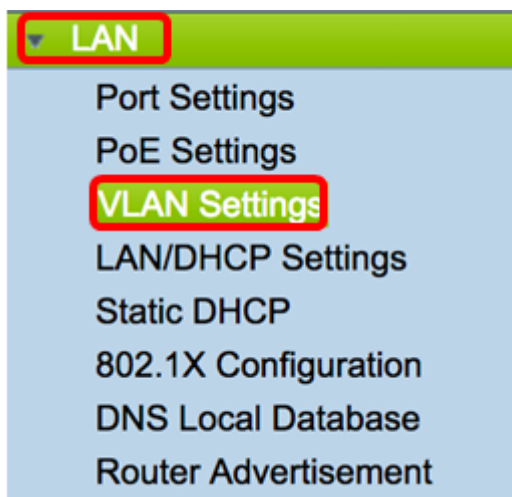 LAN
Port Settings
PoE Settings
VLAN Settings
LAN/DHCP Settings
Static DHCP
802.1X Configuration
DNS Local Database
Router Advertisement